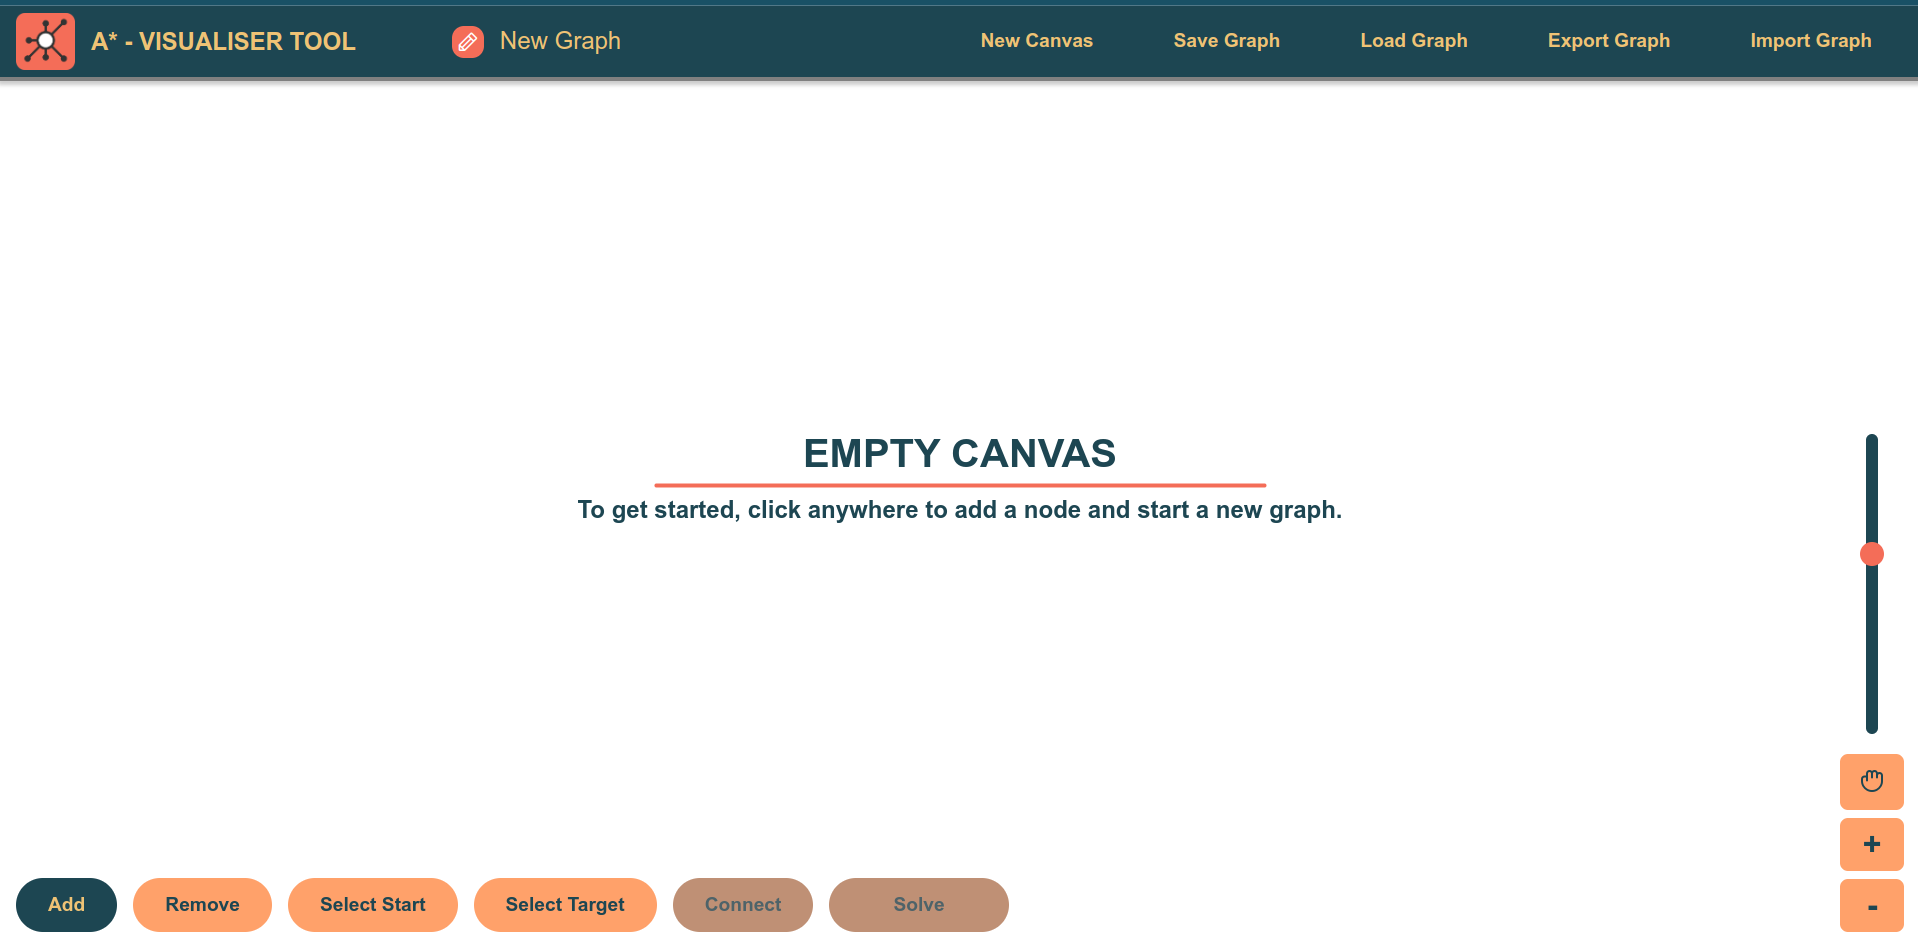 A* - VISUALISER TOOL
New Graph
New Canvas
Save Graph
Load Graph
Export Graph
Import Graph
EMPTY CANVAS
To get started, click anywhere to add a node and start a new graph.
+
-
Add
Remove
Select Start
Select Target
Connect
Solve